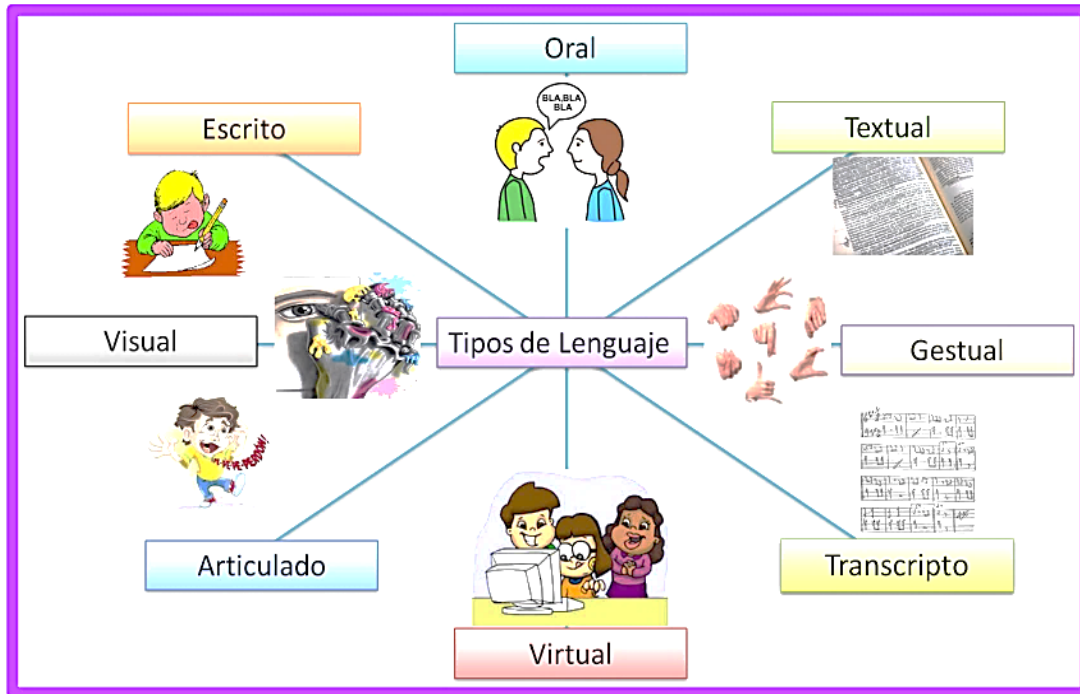 Oral
Escrito
Textual
BLA, BLA
BLA
Visual
Tipos de Lenguaje
Gestual
Articulado
Transcripto
Virtual